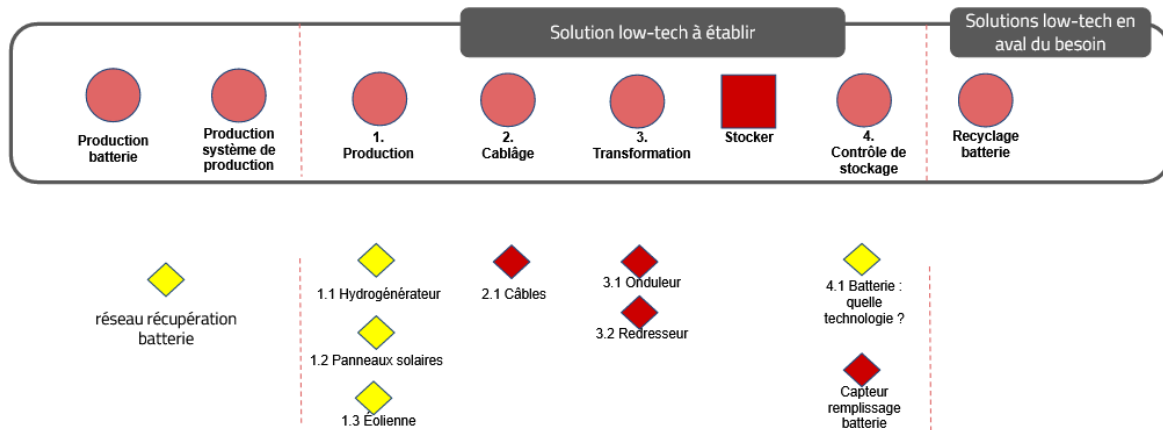 Solution low-tech à établir
Solutions low-tech en
aval du besoin
Production
batterie
Production
système de
production
1.
Production
2.
Cablâge
3.
Transformation
Stocker
4.
Contrôle de
stockage
Recyclage
batterie
réseau récupération
batterie
1.1 Hydrogénérateur
1.2 Panneaux solaires
1.3 Éolienne
2.1 Câbles
3.1 Onduleur
3.2 Redresseur
4.1 Batterie :
quelle
technologie ?
Capteur
remplissage
batterie